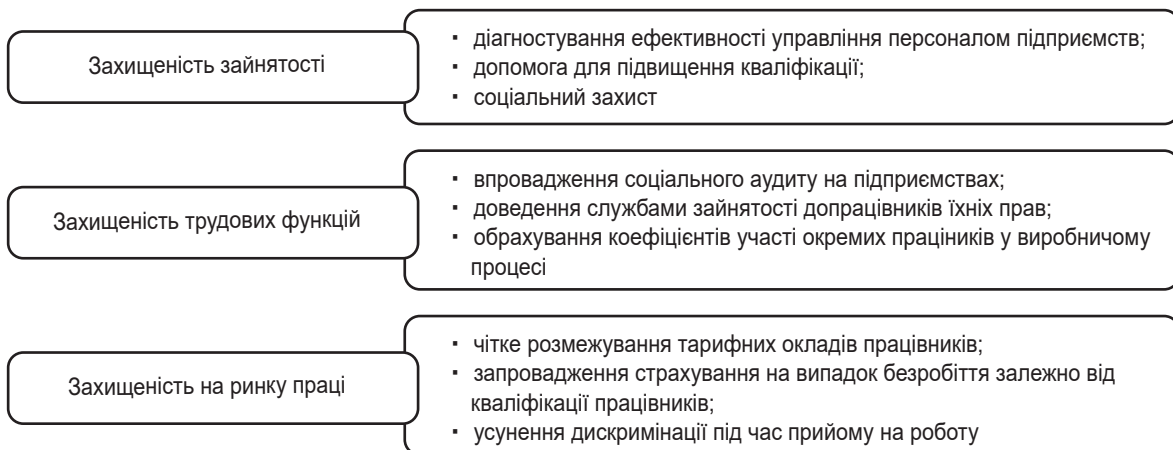 Захищеність зайнятості
▪ діагностування ефективності управління персоналом підприємств;
▪ допомога для підвищення кваліфікації;
▪ соціальний захист
Захищеність трудових функцій
▪ впровадження соціального аудиту на підприємствах;
▪ доведення службами зайнятості допрацівників їхніх прав;
▪ обрахування коефіцієнтів участі окремих праціників у виробничому
процесі
Захищеність на ринку праці
▪ чітке розмежування тарифних окладів працівників;
▪ запровадження страхування на випадок безробіття залежно від
кваліфікації працівників;
▪ усунення дискримінації під час прийому на роботу